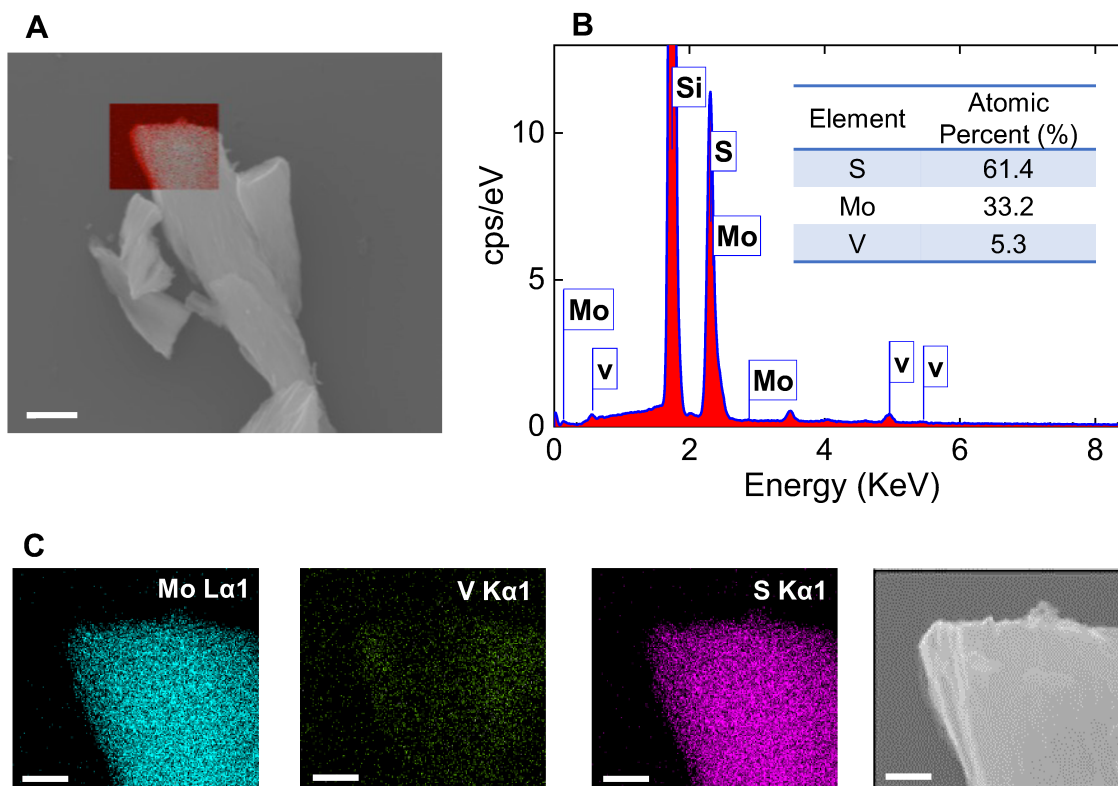 A
B
Si
S
Mo
Mo
v
Mo
v
v
10
5
0
cps/eV
0
2
4
6
8
Energy (KeV)
Element
Atomic
Percent (%)
S
61.4
Mo
33.2
V
5.3
C
Mo Lα1
V Kα1
S Kα1